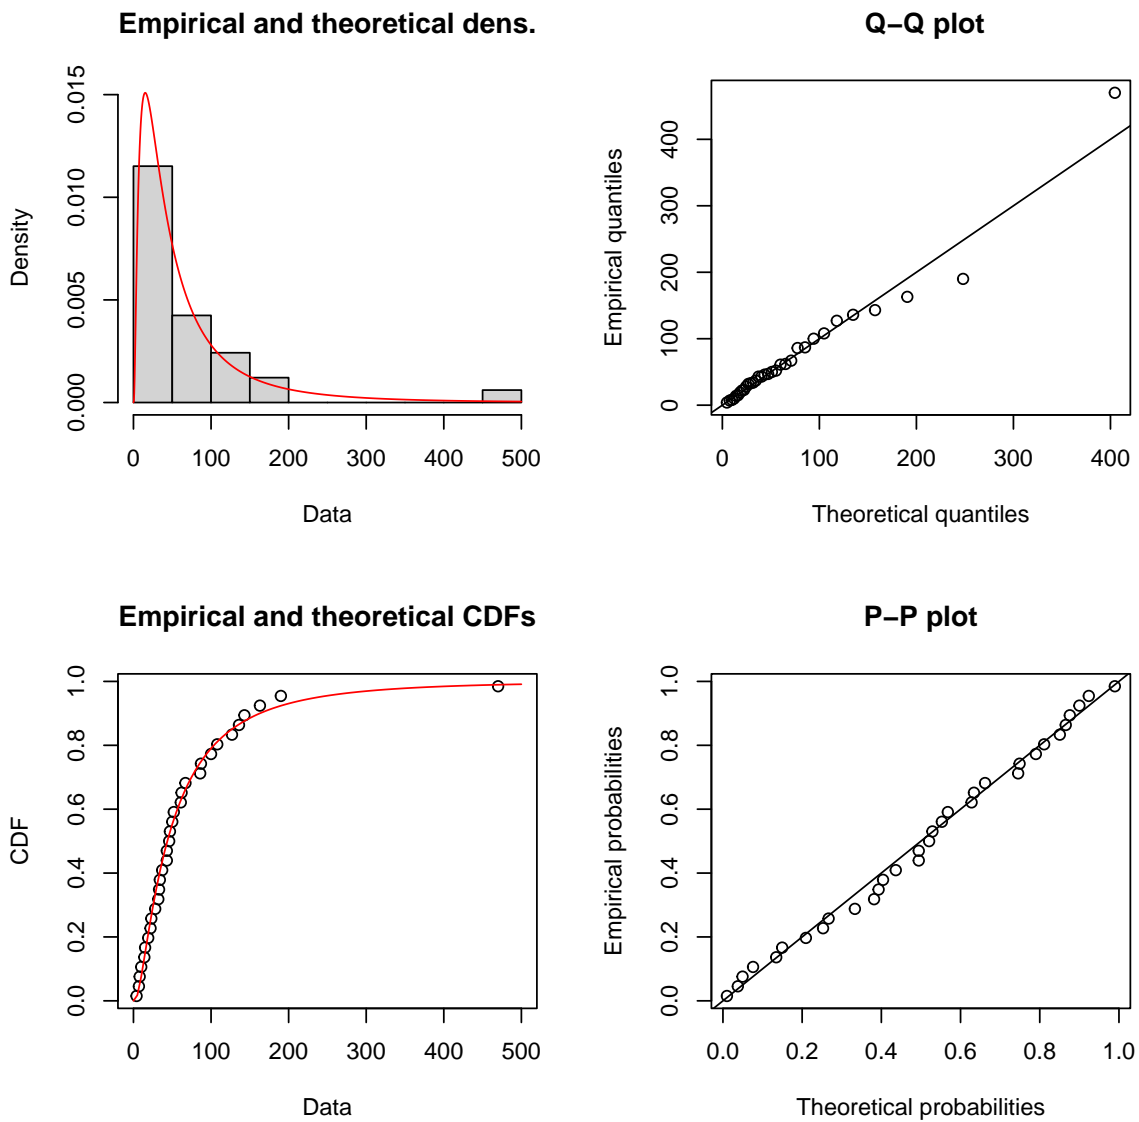 Empirical and theoretical dens.
Density
0.000
0.005
0.010
0.015
0 100 200 300 400 500
Data
Q−Q plot
Empirical quantiles
0 100 200 300 400
0 100 200 300 400
Theoretical quantiles
Empirical and theoretical CDFs
CDF
0.0 0.2 0.4 0.6 0.8 1.0
0 100 200 300 400 500
Data
P−P plot
Empirical probabilities
0.0 0.2 0.4 0.6 0.8 1.0
0.0 0.2 0.4 0.6 0.8 1.0
Theoretical probabilities